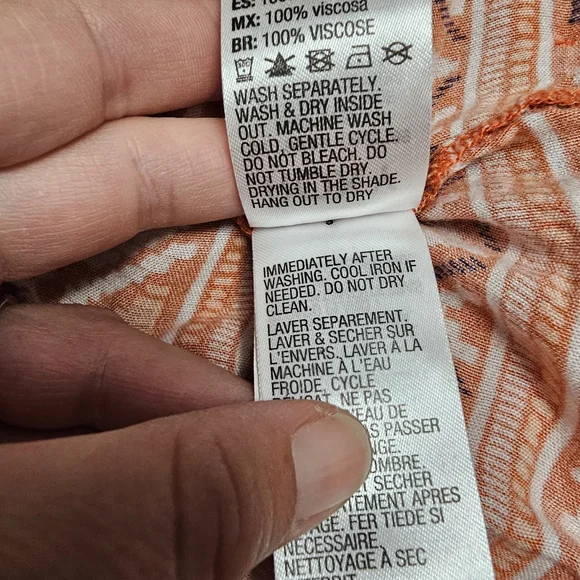 ES: 100%
MX: 100% viscosa
BR: 100% VISCOSE
WASH SEPARATELY.
WASH & DRY INSIDE
OUT. MACHINE WASH
COLD, GENTLE CYCLE.
DO NOT BLEACH. DO
NOT TUMBLE DRY,
DRYING IN THE SHADE.
HANG OUT TO DRY
IMMEDIATELY AFTER
WASHING. COOL IRON IF
NEEDED. DO NOT DRY
CLEAN.
LAVER SEPAREMENT.
LAVER & SECHER SUR
L'ENVERS. LAVER À LA
MACHINE À L'EAU
FROIDE, CYCLE
NE PAS
DE
PASSER
SECHER
APRES
FER TIEDE SI
NECESSAIRE.
NETTOYAGE À SEC